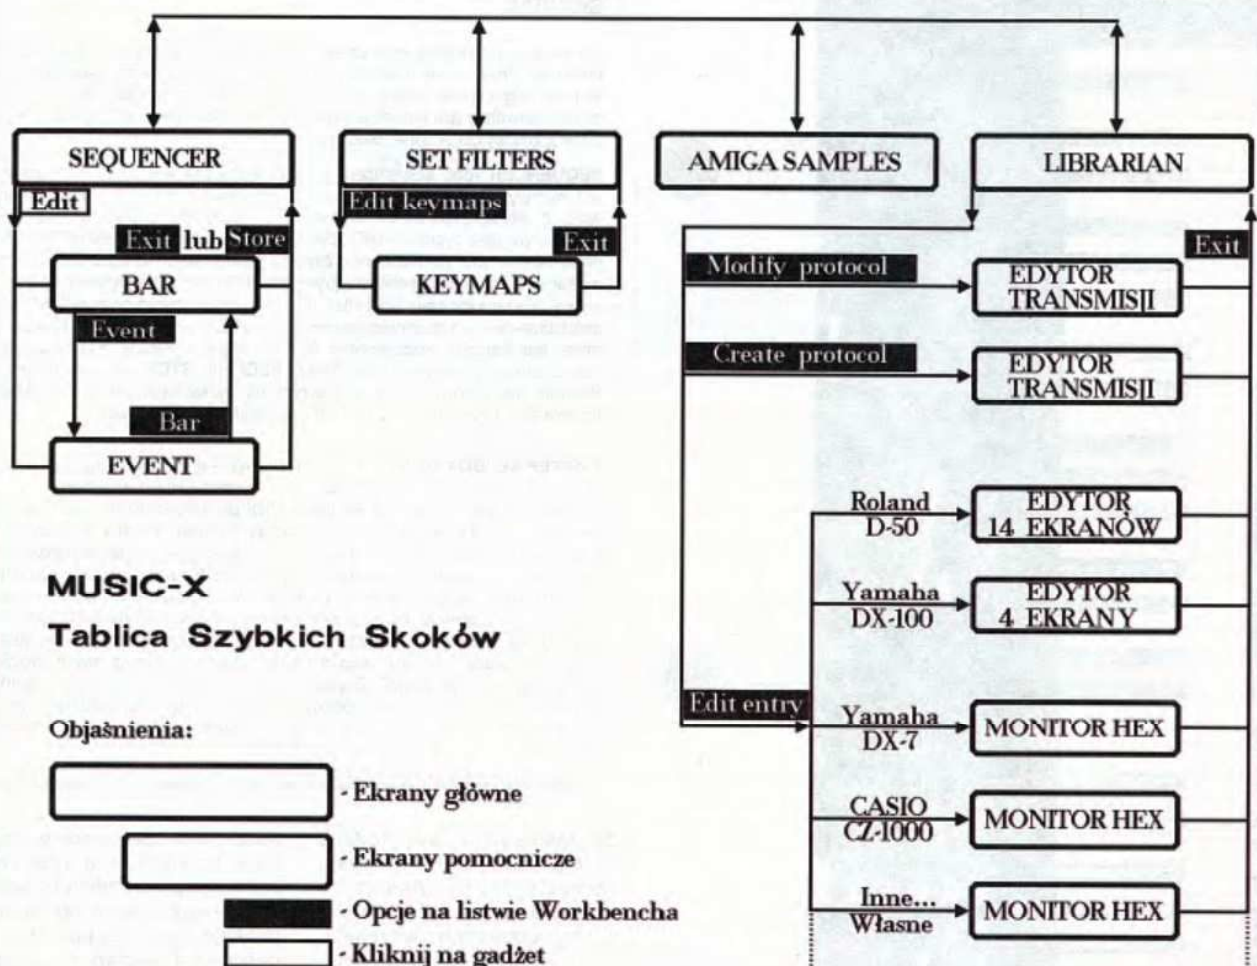 SEQUENCER
SET FILTERS
AMIGA SAMPLES
LIBRARIAN
Edit
Exit lub Store
BAR
Event
Bar
EVENT
Edit keymaps
Exit
KEYMAPS
Exit
Modify protocol
EDYTOR
TRANSMISJI
Create protocol
EDYTOR
TRANSMISJI
Roland
D-50
EDYTOR
14 EKRANÓW
Yamaha
DX-100
EDYTOR
4 EKRANY
Edit entry
Yamaha
DX-7
MONITOR HEX
CASIO
CZ-1000
MONITOR HEX
Inne...
Własne
MONITOR HEX
MUSIC-X
Tablica Szybkich Skoków
Objaśnienia:
- Ekrany główne
- Ekrany pomocnicze
- Opcje na listwie Workbencha
- Kliknij na gadżet